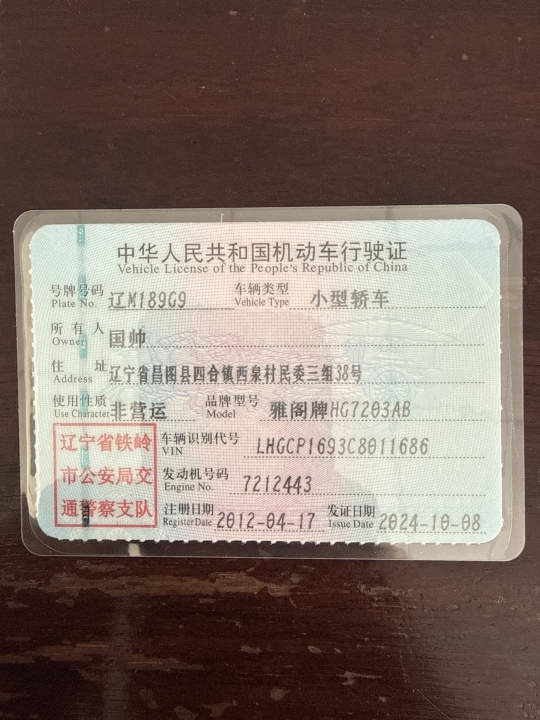 中华人民共和国机动车行驶证
Vehicle License of the People's Republic of China
号牌号码 辽M189G9 车辆类型 小型轿车
Plate No. Vehicle Type
所有人 国帅
Owner
住址 辽宁省昌图县四合镇西泉村民委三组38号
Address
使用性质 非营运 品牌型号 雅阁牌HG7203AB
Use Character Model
辽宁省铁岭
市公安局交
通警察支队
车辆识别代号 LHGCP1693C8011686
VIN
发动机号码 7212443
Engine No.
注册日期 2012-04-17 发证日期 2024-10-08
Register Date Issue Date